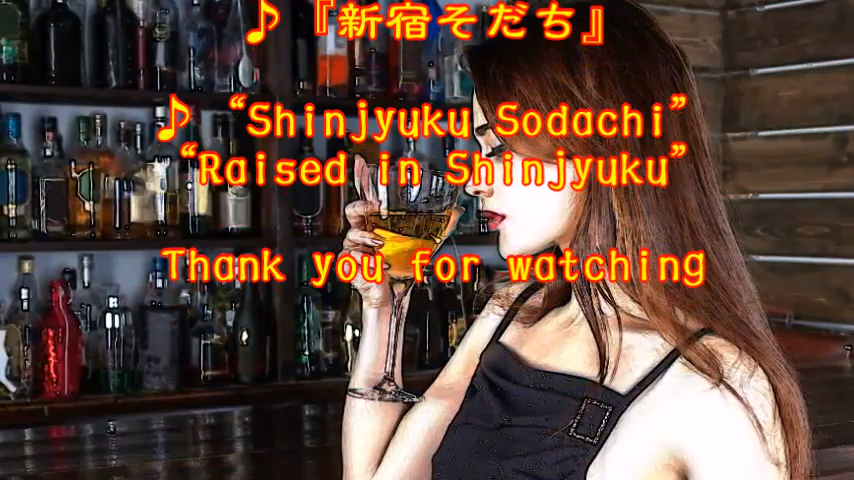 ♪ 『新宿そだち』
♪ “Shinjyuku Sodachi”
“Raised in Shinjyuku”
Thank you for watching